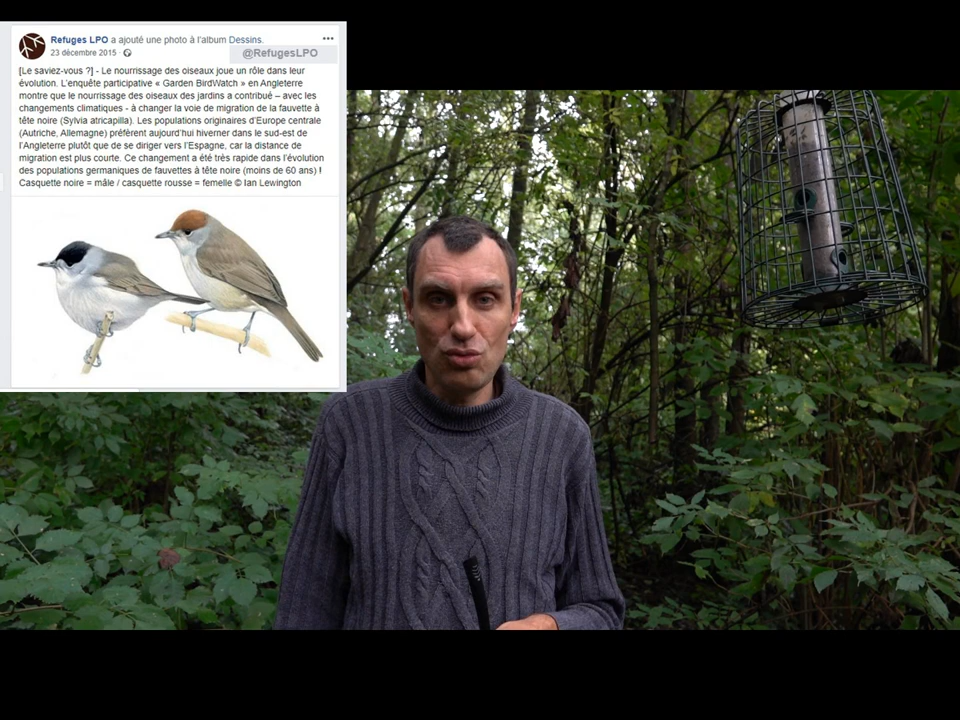 Refuges LPO a ajouté une photo à l'album Dessins.
23 décembre 2015 ·
@RefugesLPO
[Le saviez-vous ?] - Le nourrissage des oiseaux joue un rôle dans leur
évolution. L'enquête participative « Garden BirdWatch » en Angleterre
montre que le nourrissage des oiseaux des jardins a contribué – avec les
changements climatiques - à changer la voie de migration de la fauvette à
tête noire (Sylvia atricapilla). Les populations originaires d'Europe centrale
(Autriche, Allemagne) préfèrent aujourd'hui hiverner dans le sud-est de
l'Angleterre plutôt que de se diriger vers l'Espagne, car la distance de
migration est plus courte. Ce changement a été très rapide dans l'évolution
des populations germaniques de fauvettes à tête noire (moins de 60 ans) !
Casquette noire = mâle / casquette rousse = femelle © Ian Lewington